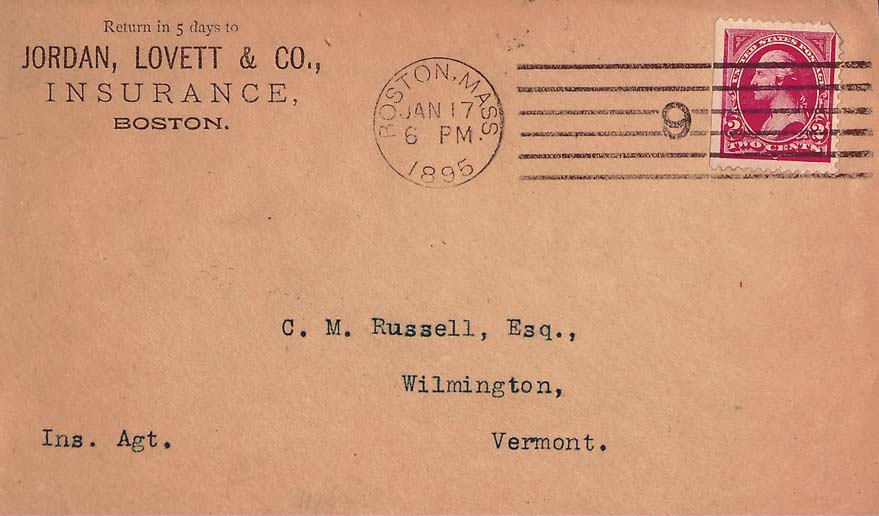 Return in 5 days to
JORDAN, LOVETT & CO.,
INSURANCE,
BOSTON.
BOSTON, MASS.
JAN 17
6 PM
1895
9
UNITED STATES POSTAGE
2 2
TWO CENTS
C. M. Russell, Esq.,
Wilmington,
Ins. Agt. Vermont.